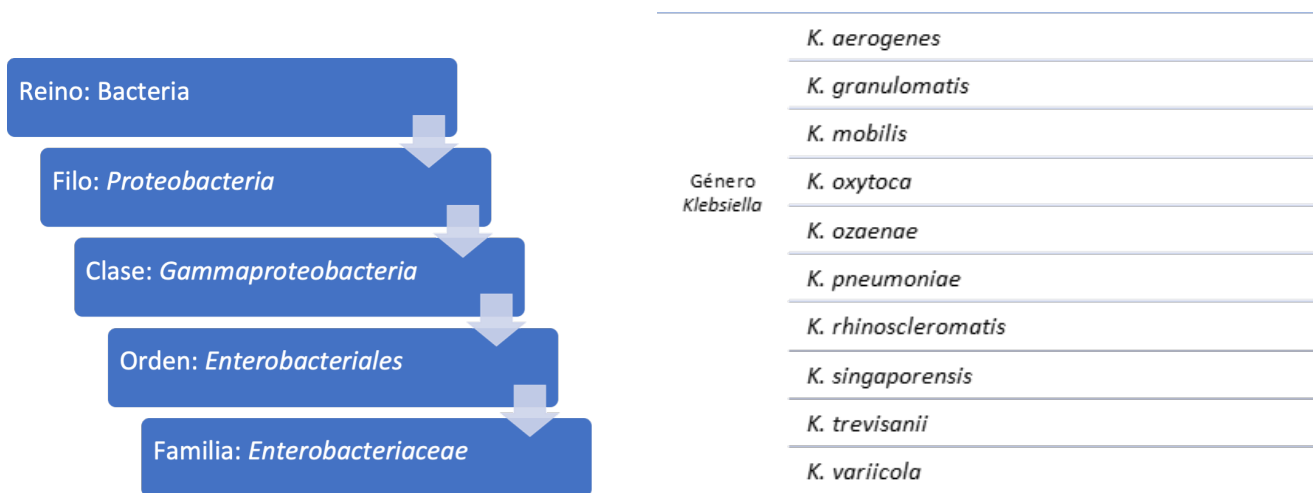 Reino: Bacteria
Filo: Proteobacteria
Clase: Gammaproteobacteria
Orden: Enterobacteriales
Familia: Enterobacteriaceae
Género
Klebsiella
K. aerogenes
K. granulomatis
K. mobilis
K. oxytoca
K. ozaenae
K. pneumoniae
K. rhinoscleromatis
K. singaporensis
K. trevisanii
K. variicola